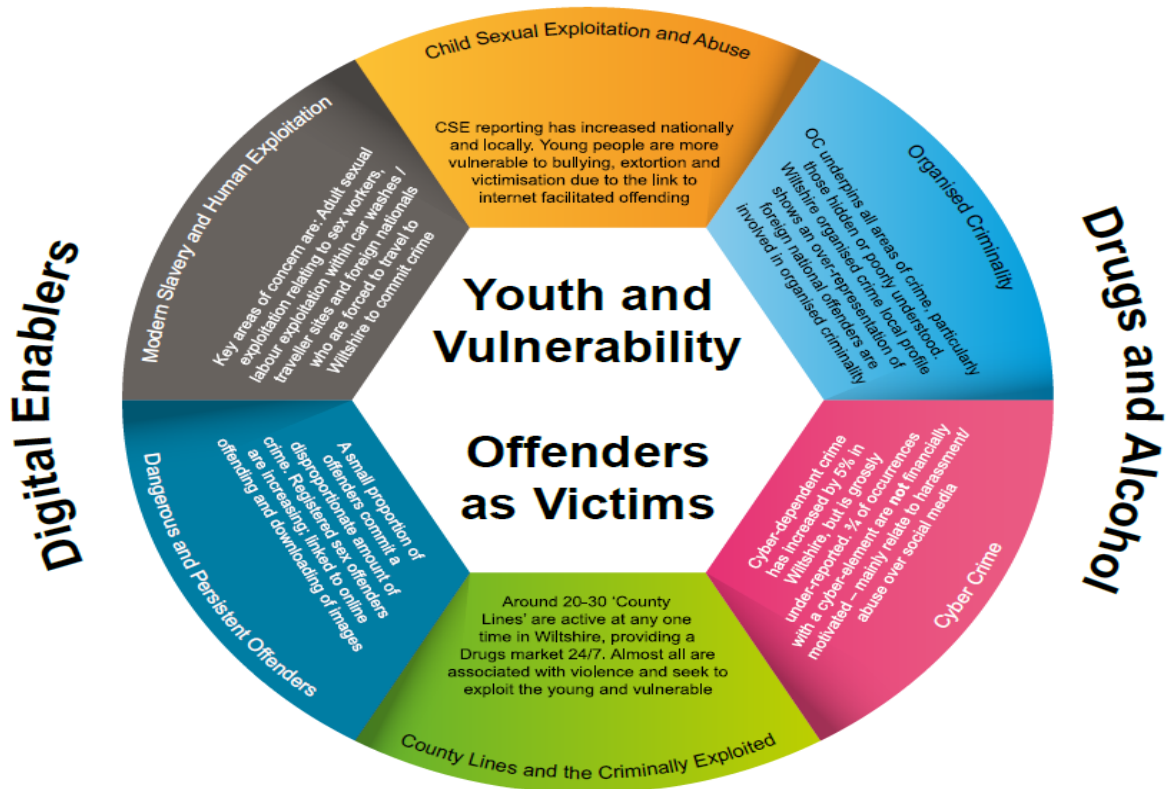 Child Sexual Exploitation and Abuse
CSE reporting has increased nationally
and locally. Young people are more
vulnerable to bullying, extortion and
victimisation due to the link to
internet facilitated offending
Organised Criminality
OC underpins all areas of crime, particularly
those hidden or poorly understood.
Wiltshire organised crime local profile
shows an over-representation of
foreign national offenders are
involved in organised criminality
Cyber Crime
Cyber-dependent crime
has increased by 5% in
Wiltshire, but is grossly
under-reported. ¾ of occurrences
with a cyber-element are not financially
motivated – mainly relate to harassment/
abuse over social media
County Lines and the Criminally Exploited
Around 20-30 ‘County
Lines’ are active at any one
time in Wiltshire, providing a
Drugs market 24/7. Almost all are
associated with violence and seek to
exploit the young and vulnerable
Dangerous and Persistent Offenders
A small proportion of
offenders commit a
disproportionate amount of
crime. Registered sex offenders
are increasing; linked to online
offending and downloading of images
Modern Slavery and Human Exploitation
Key areas of concern are: Adult sexual
exploitation relating to sex workers,
labour exploitation within car washes /
traveller sites and foreign nationals
who are forced to travel to
Wiltshire to commit crime
Youth and
Vulnerability
Offenders
as Victims
Digital Enablers
Drugs and Alcohol